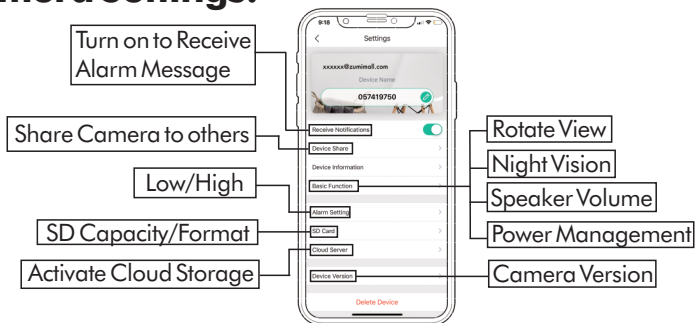 Turn on to Receive
Alarm Message
Share Camera to others
Low/High
SD Capacity/Format
Activate Cloud Storage
9:18
Settings
xxxxxx@zumimall.com
Device Name
057419750
Receive Notifications
Device Share
Device Information
Basic Function
Alarm Setting
SD Card
Cloud Server
Device Version
Delete Device
Rotate View
Night Vision
Speaker Volume
Power Management
Camera Version